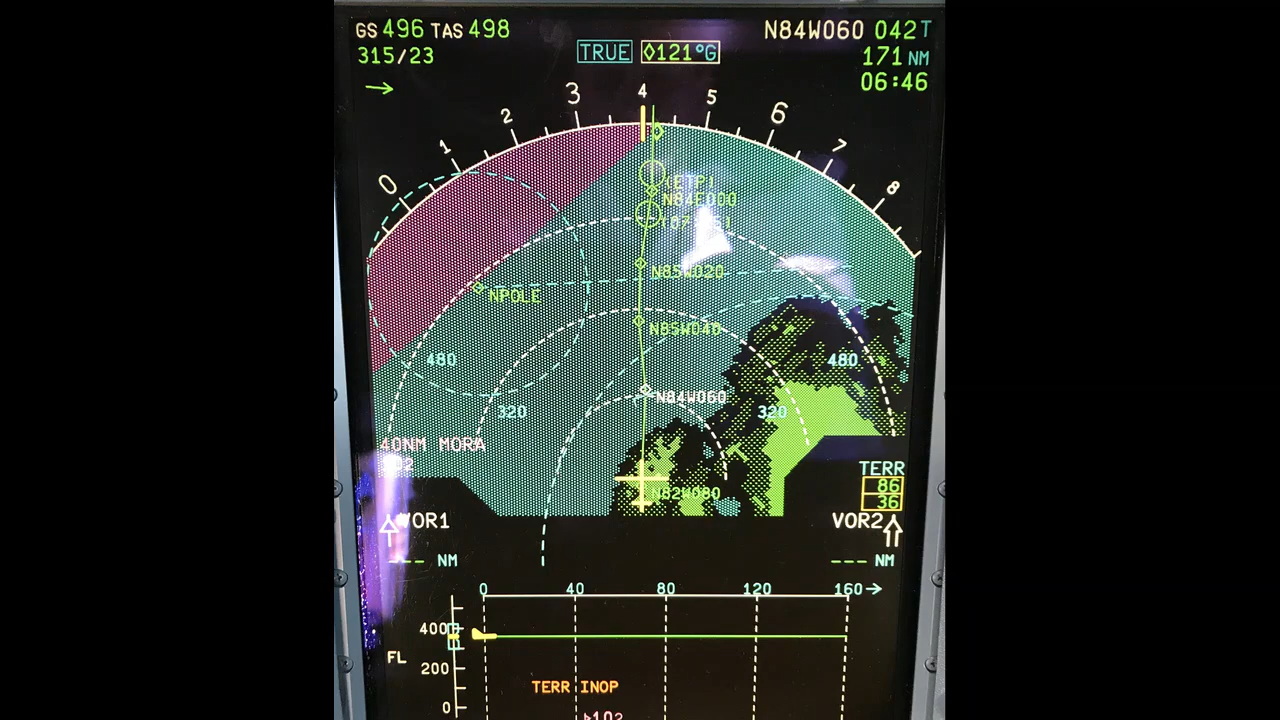 GS 496 TAS 498
315/23
TRUE ◊121°G
N84W060 042T
171 NM
06:46
→
0 1 2 3 4 5 6 7 8
(ETP)
N84E000
N85W020
NPOLE
N85W040
480 480
N84W060
320 320
40NM MORA
TERR
86
36
N82W080
VOR1 VOR2
--- NM --- NM
0 40 80 120 160→
400
FL
200
0
TERR INOP
102